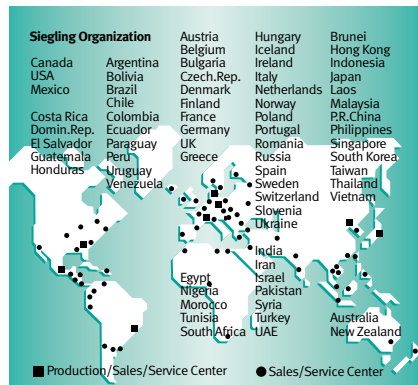 Siegling Organization
Canada
USA
Mexico
Costa Rica
Domin.Rep.
El Salvador
Guatemala
Honduras
Argentina
Bolivia
Brazil
Chile
Colombia
Ecuador
Paraguay
Peru
Uruguay
Venezuela
Austria
Belgium
Bulgaria
Czech.Rep.
Denmark
Finland
France
Germany
UK
Greece
Egypt
Nigeria
Morocco
Tunisia
South Africa
Hungary
Iceland
Ireland
Italy
Netherlands
Norway
Poland
Portugal
Romania
Russia
Spain
Sweden
Switzerland
Slovenia
Ukraine
India
Iran
Israel
Pakistan
Syria
Turkey
UAE
Brunei
Hong Kong
Indonesia
Japan
Laos
Malaysia
P.R.China
Philippines
Singapore
South Korea
Taiwan
Thailand
Vietnam
Australia
New Zealand
Production/Sales/Service Center
Sales/Service Center